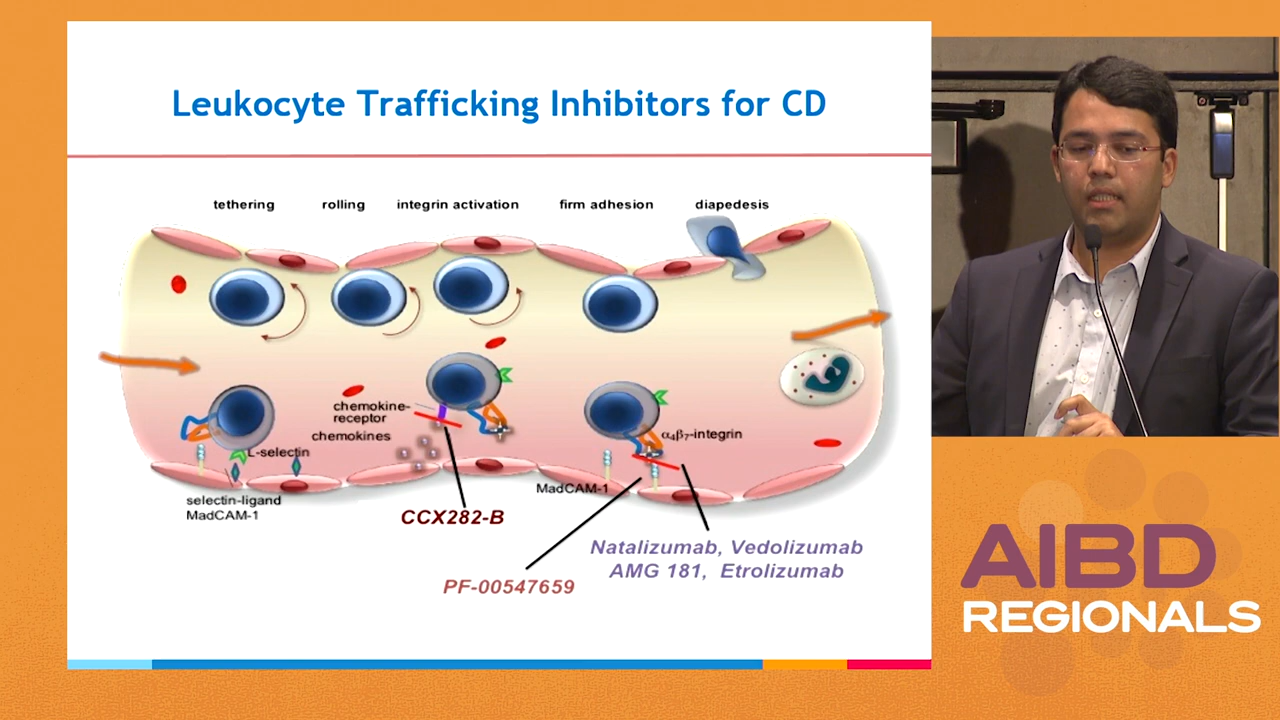 Leukocyte Trafficking Inhibitors for CD
tethering
rolling
integrin activation
firm adhesion
diapedesis
chemokine-
receptor
chemokines
L-selectin
selectin-ligand
MadCAM-1
α₄β₇-integrin
MadCAM-1
CCX282-B
PF-00547659
Natalizumab, Vedolizumab
AMG 181, Etrolizumab
AIBD
REGIONALS